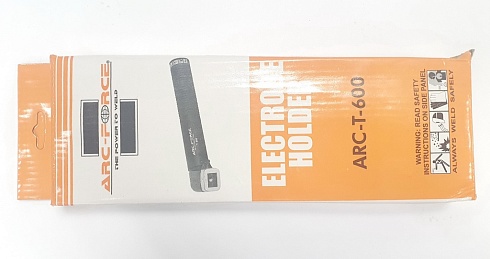 ARC-FORCE
THE POWER TO WELD
ELECTRODE
HOLDE
ARC-T-600
WARNING: READ SAFETY
INSTRUCTIONS ON SIDE PANEL
ALWAYS WELD SAFELY